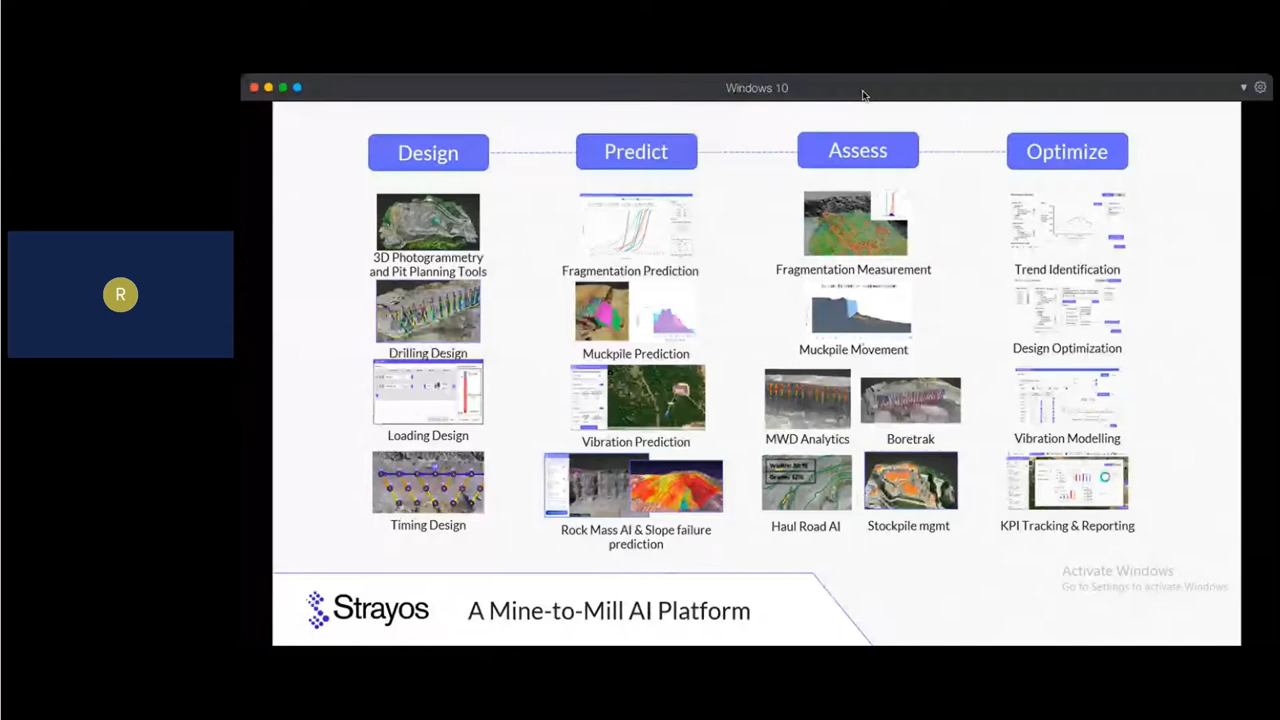 Windows 10
Design
Predict
Assess
Optimize
3D Photogrammetry
and Pit Planning Tools
Fragmentation Prediction
Fragmentation Measurement
Trend Identification
Drilling Design
Muckpile Prediction
Muckpile Movement
Design Optimization
Loading Design
Vibration Prediction
MWD Analytics
Boretrak
Vibration Modelling
Timing Design
Rock Mass AI & Slope failure
prediction
Haul Road AI
Stockpile mgmt
KPI Tracking & Reporting
R
Activate Windows
Go to Settings to activate Windows
Strayos
A Mine-to-Mill AI Platform